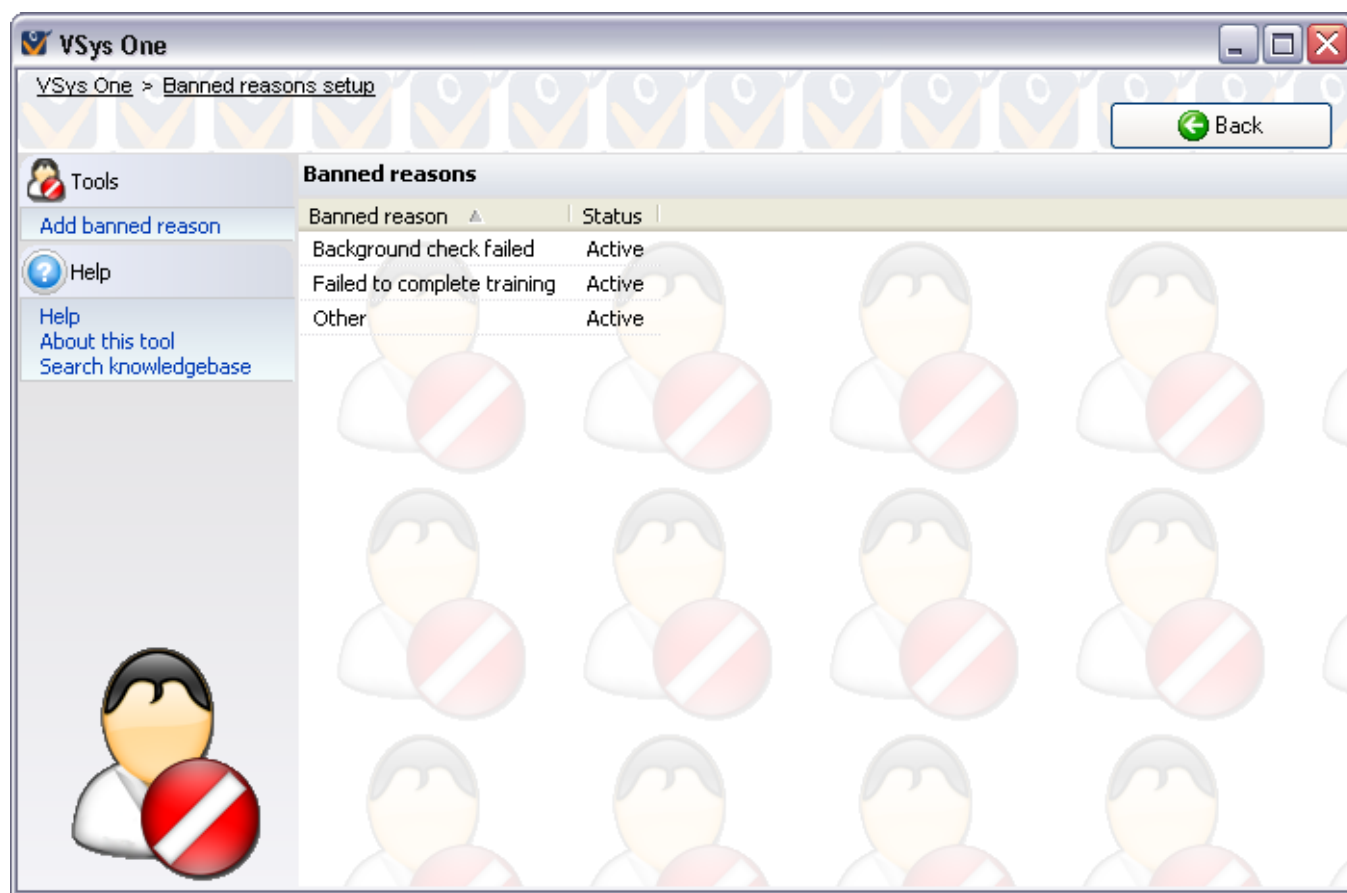 VSys One
VSys One > Banned reasons setup
Back
Tools
Add banned reason
Help
Help
About this tool
Search knowledgebase
Banned reasons
Banned reason Status
Background check failed Active
Failed to complete training Active
Other Active